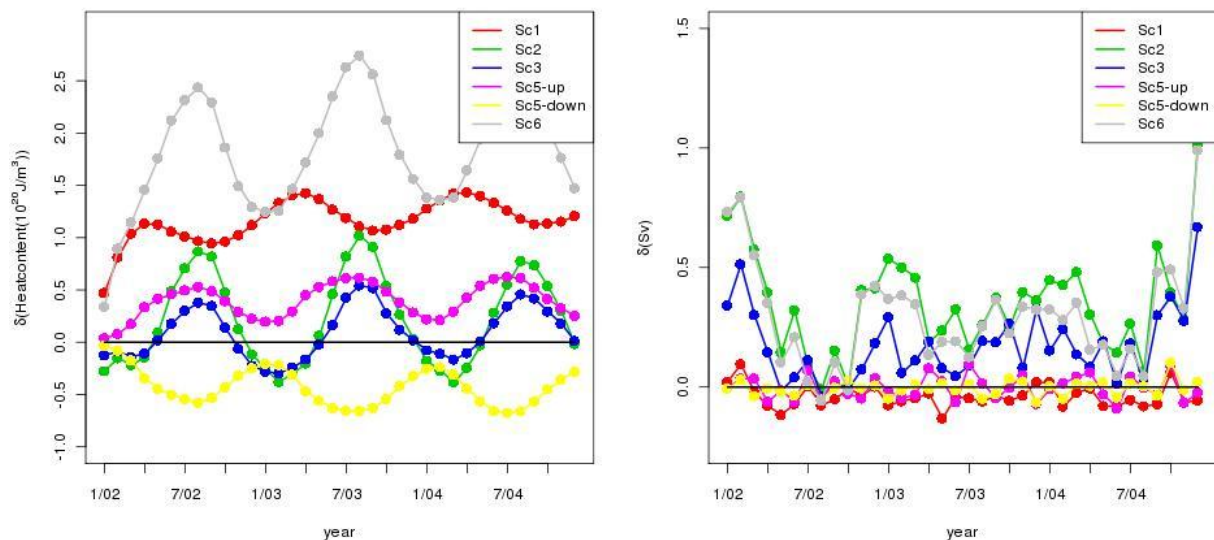 Sc1
Sc2
Sc3
Sc5-up
Sc5-down
Sc6
δ(Heatcontent(10²⁰J/m³))
2.5
2.0
1.5
1.0
0.5
0.0
-0.5
-1.0
1/02
7/02
1/03
7/03
1/04
7/04
year
Sc1
Sc2
Sc3
Sc5-up
Sc5-down
Sc6
δ(Sv)
1.5
1.0
0.5
0.0
1/02
7/02
1/03
7/03
1/04
7/04
year